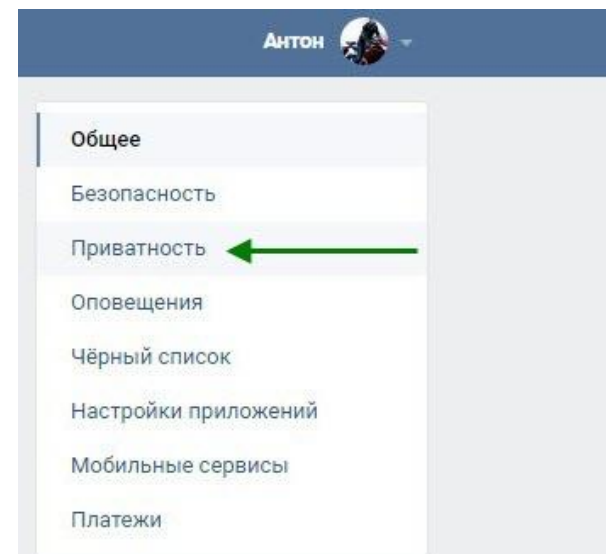 Антон
Общее
Безопасность
Приватность
Оповещения
Чёрный список
Настройки приложений
Мобильные сервисы
Платежи